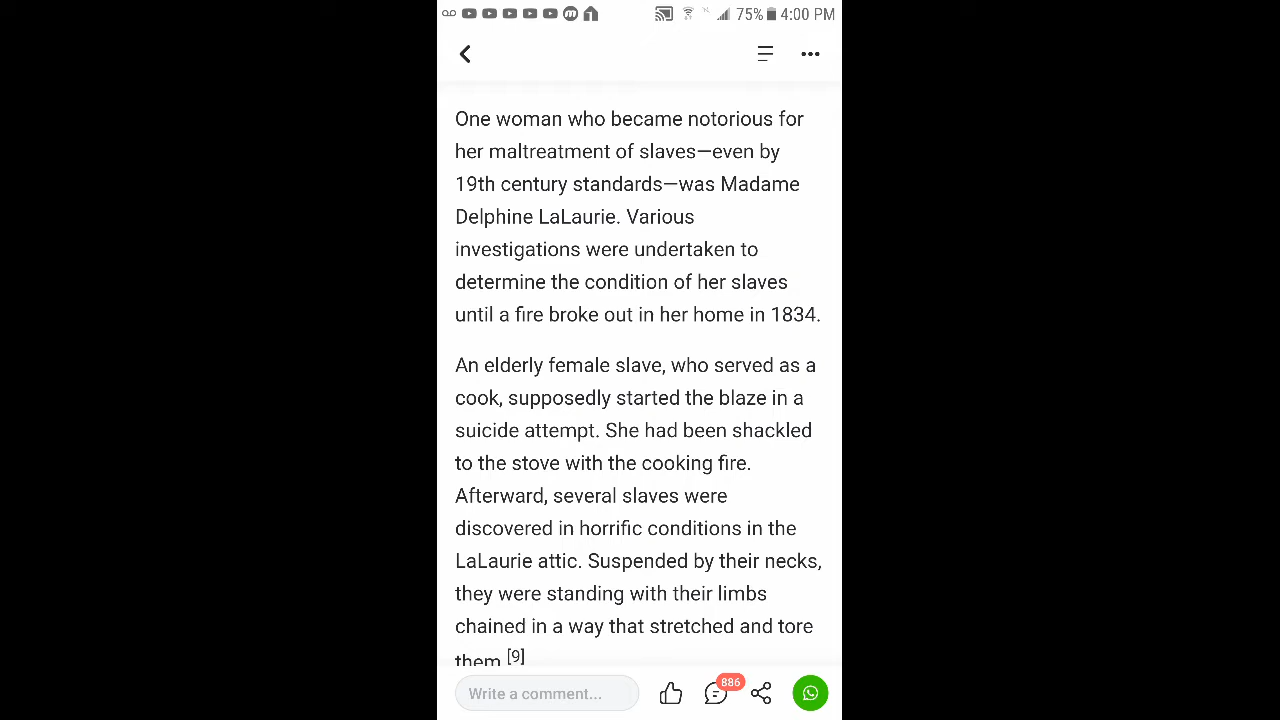 75% 4:00 PM
One woman who became notorious for
her maltreatment of slaves—even by
19th century standards—was Madame
Delphine LaLaurie. Various
investigations were undertaken to
determine the condition of her slaves
until a fire broke out in her home in 1834.
An elderly female slave, who served as a
cook, supposedly started the blaze in a
suicide attempt. She had been shackled
to the stove with the cooking fire.
Afterward, several slaves were
discovered in horrific conditions in the
LaLaurie attic. Suspended by their necks,
they were standing with their limbs
chained in a way that stretched and tore
them.[9]
Write a comment... 886